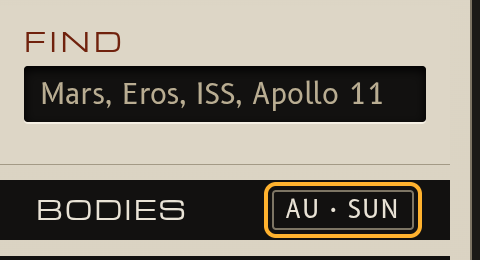 FIND
Mars, Eros, ISS, Apollo 11
BODIES
AU · SUN